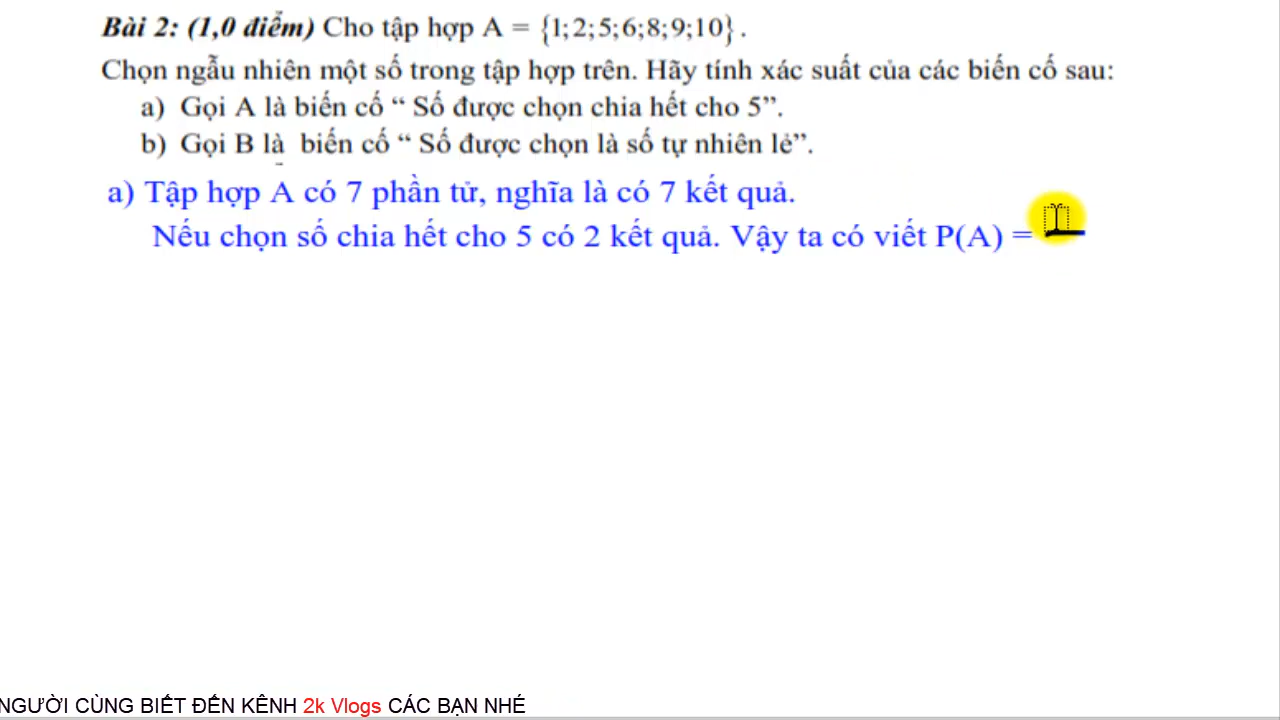 Bài 2: (1,0 điểm) Cho tập hợp A = {1;2;5;6;8;9;10}.
Chọn ngẫu nhiên một số trong tập hợp trên. Hãy tính xác suất của các biến cố sau:
a) Gọi A là biến cố “ Số được chọn chia hết cho 5”.
b) Gọi B là biến cố “ Số được chọn là số tự nhiên lẻ”.
a) Tập hợp A có 7 phần tử, nghĩa là có 7 kết quả.
Nếu chọn số chia hết cho 5 có 2 kết quả. Vậy ta có viết P(A) =
NGƯỜI CÙNG BIẾT ĐẾN KÊNH 2k Vlogs CÁC BẠN NHÉ